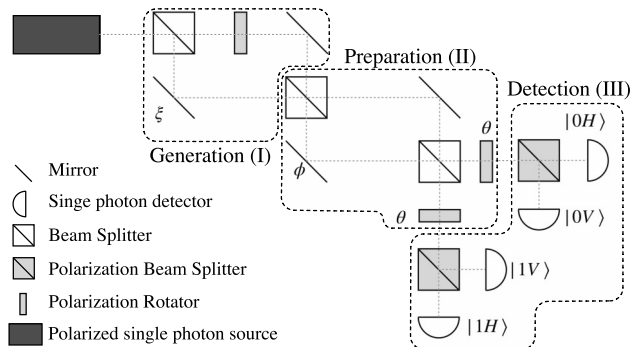 Preparation (II)
Detection (III)
|0H⟩
ξ
θ
Generation (I)
ϕ
|0V⟩
Mirror
θ
Singe photon detector
Beam Splitter
|1V⟩
Polarization Beam Splitter
Polarization Rotator
|1H⟩
Polarized single photon source